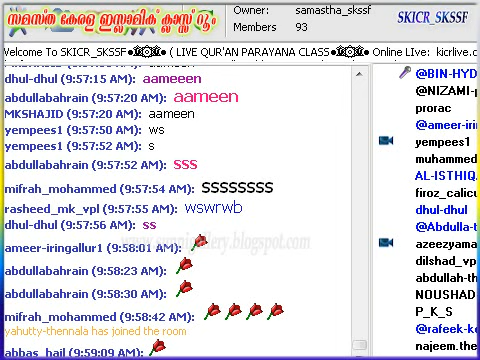 സമസ്ത കേരള ഇസ്ലാമിക് ക്ലാസ്സ് റൂം
Owner: samastha_skssf
Members 93
SKICR_SKSSF
Welcome To SKICR_SKSSF ( LIVE QUR'AN PARAYANA CLASS Online Live: kicrlive.c
dhul-dhul (9:57:15 AM): aameeen
abdullabahrain (9:57:20 AM): aameen
MKSHAJID (9:57:20 AM): aameen
yempees1 (9:57:50 AM): ws
yempees1 (9:57:52 AM): s
abdullabahrain (9:57:52 AM): sss
mifrah_mohammed (9:57:54 AM): ssssssss
rasheed_mk_vpl (9:57:55 AM): wswrwb
dhul-dhul (9:57:56 AM): ss
ameer-iringallur1 (9:58:01 AM):
abdullabahrain (9:58:23 AM):
abdullabahrain (9:58:30 AM):
mifrah_mohammed (9:58:42 AM):
yahutty-thennala has joined the room
abbas_hail (9:59:09 AM):
@BIN-HYD
@NIZAMI-p
prorac
@ameer-irin
yempees1
muhammed
AL-ISTHIQA
firoz_calicu
dhul-dhul
@Abdulla-t
azeezyama
dilshad_vp
abdullah-th
NOUSHAD
P_K_S
@rafeek-k
najeem.the